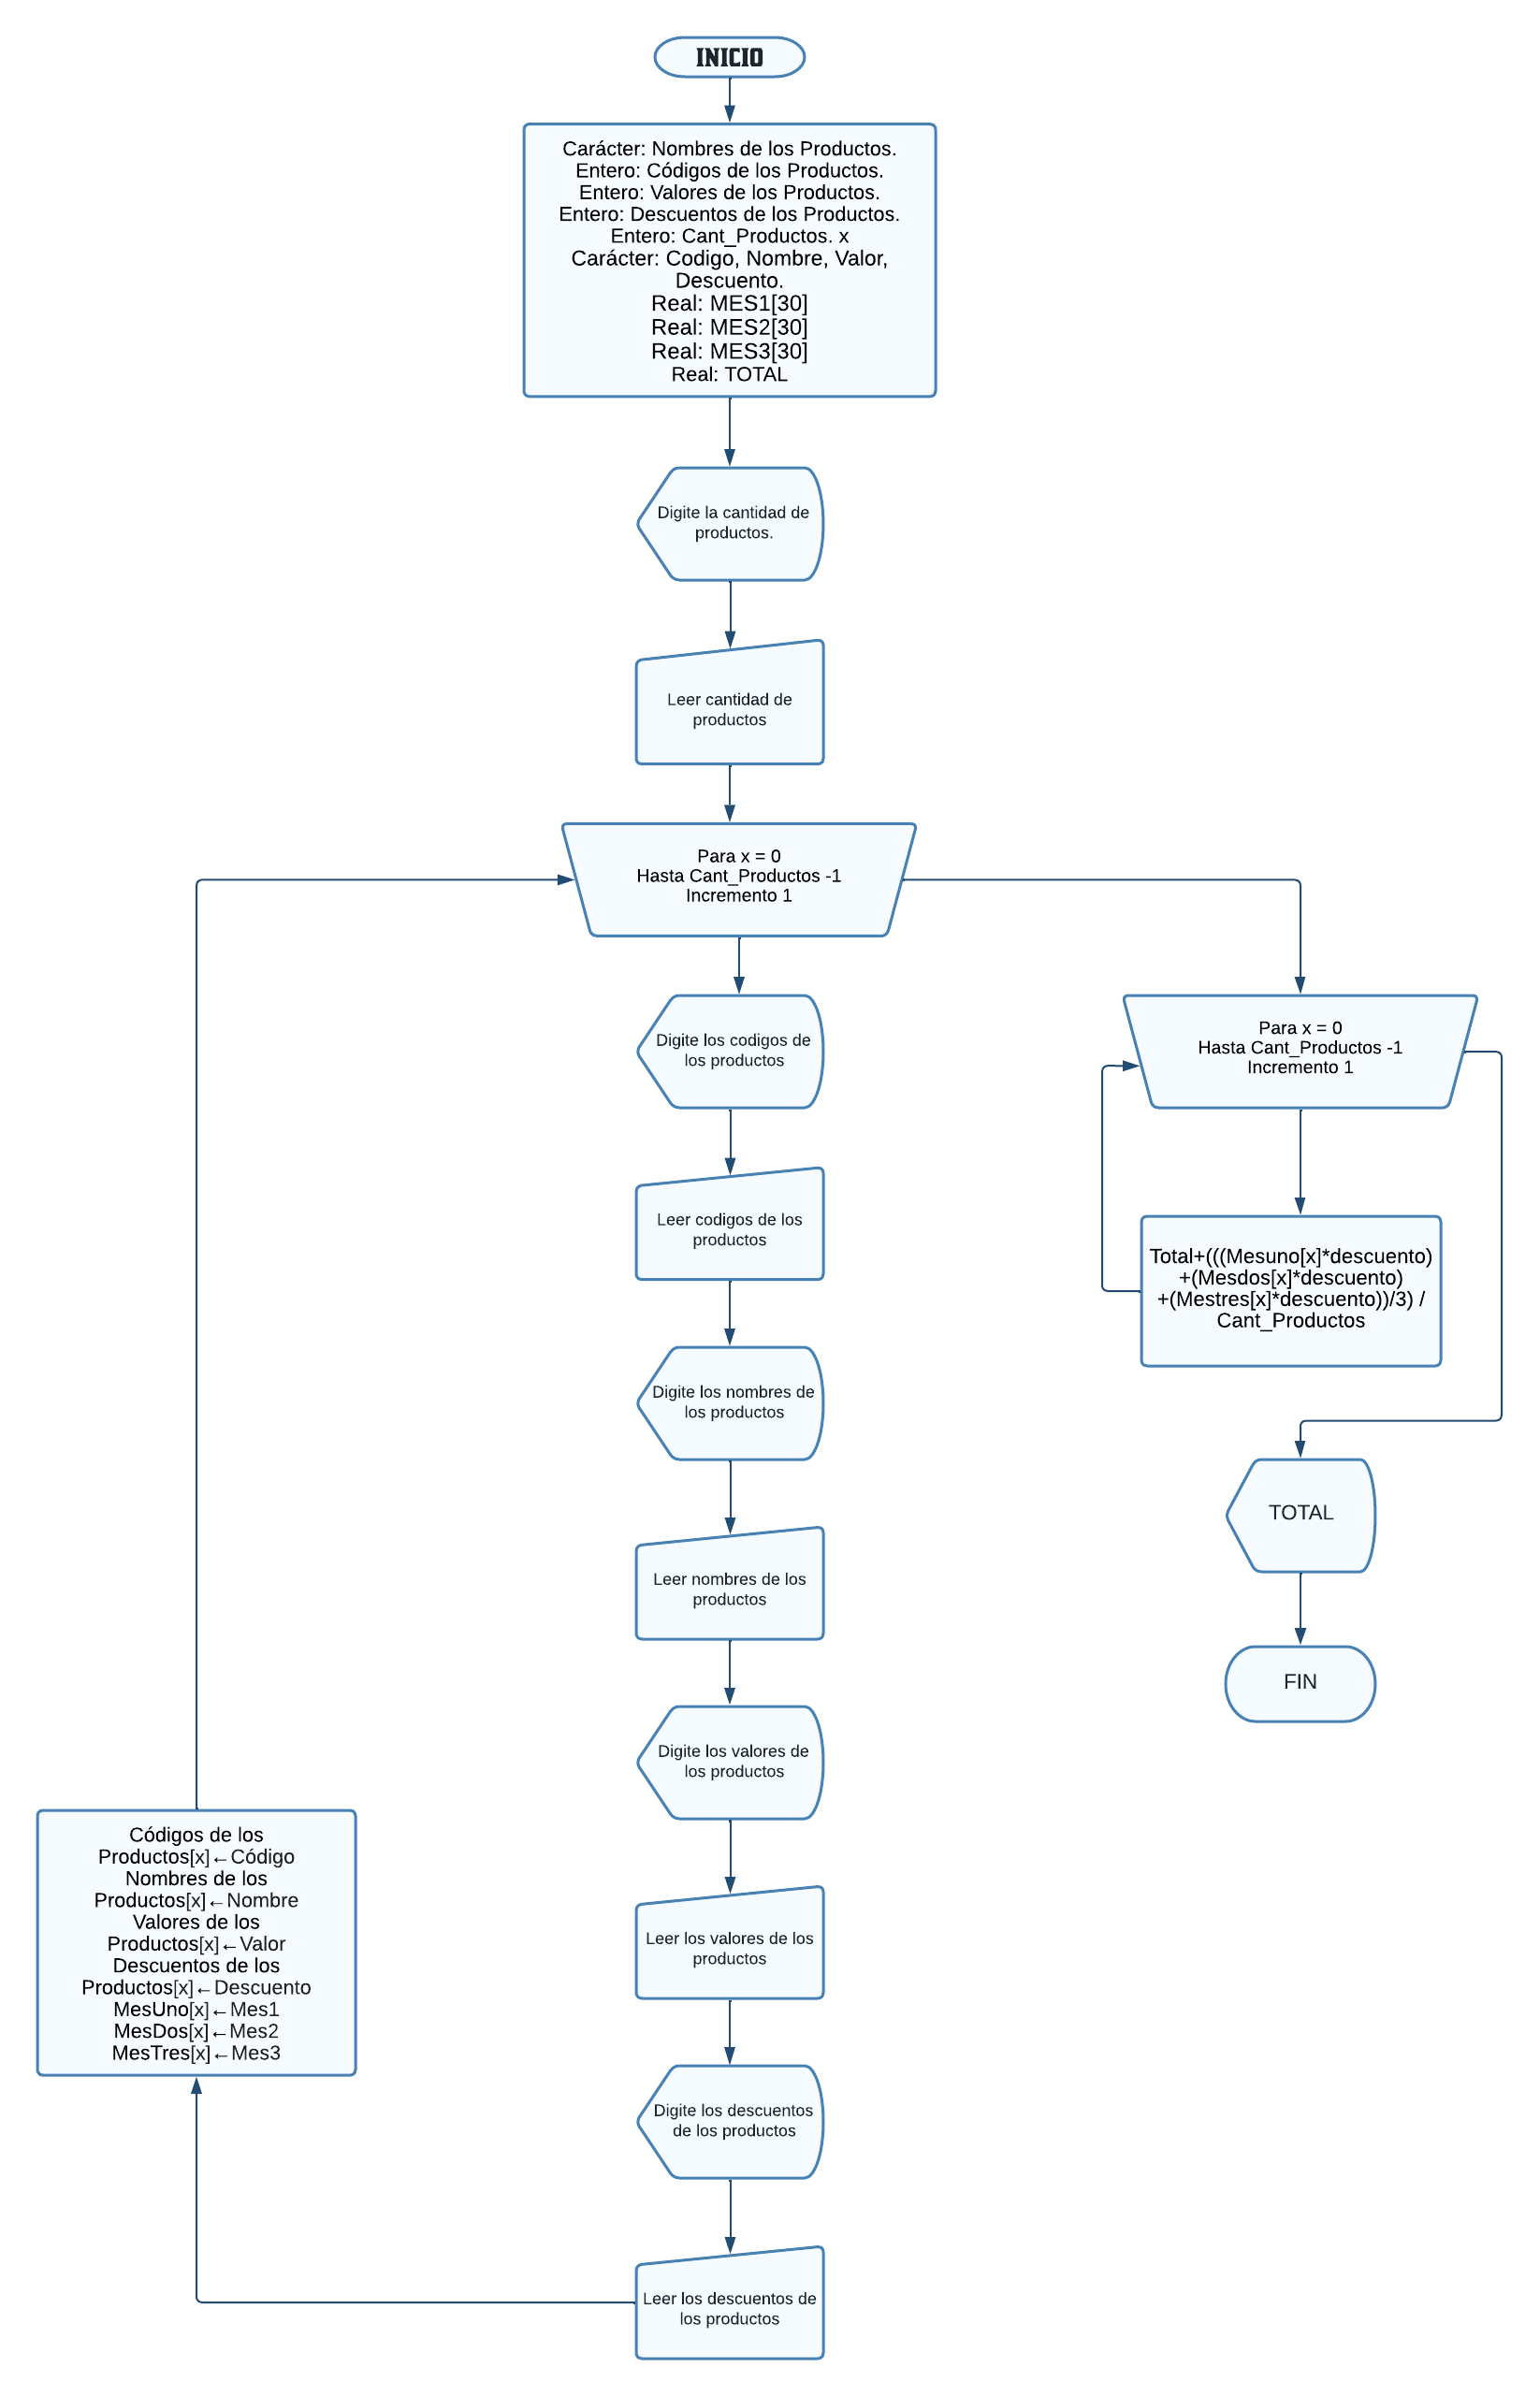 INICIO
Carácter: Nombres de los Productos.
Entero: Códigos de los Productos.
Entero: Valores de los Productos.
Entero: Descuentos de los Productos.
Entero: Cant_Productos. x
Carácter: Codigo, Nombre, Valor,
Descuento.
Real: MES1[30]
Real: MES2[30]
Real: MES3[30]
Real: TOTAL
Digite la cantidad de
productos.
Leer cantidad de
productos
Para x = 0
Hasta Cant_Productos -1
Incremento 1
Digite los codigos de
los productos
Leer codigos de los
productos
Digite los nombres de
los productos
Leer nombres de los
productos
Digite los valores de
los productos
Leer los valores de los
productos
Digite los descuentos
de los productos
Leer los descuentos de
los productos
Códigos de los
Productos[x]←Código
Nombres de los
Productos[x]←Nombre
Valores de los
Productos[x]←Valor
Descuentos de los
Productos[x]←Descuento
MesUno[x]←Mes1
MesDos[x]←Mes2
MesTres[x]←Mes3
Para x = 0
Hasta Cant_Productos -1
Incremento 1
Total+(((Mesuno[x]*descuento)
+(Mesdos[x]*descuento)
+(Mestres[x]*descuento))/3) /
Cant_Productos
TOTAL
FIN